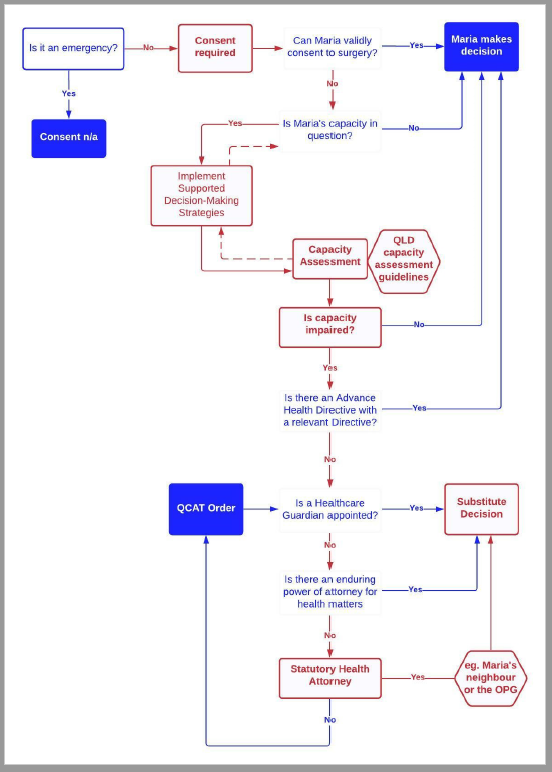 Is it an emergency?
No
Consent
required
Can Maria validly
consent to surgery?
Yes
Maria makes
decision
Yes
No
Consent n/a
Yes
Is Maria's capacity in
question?
No
Implement
Supported
Decision-Making
Strategies
Capacity
Assessment
QLD
capacity
assessment
guidelines
Is capacity
impaired?
No
Yes
Is there an Advance
Health Directive with
a relevant Directive?
Yes
No
QCAT Order
Is a Healthcare
Guardian appointed?
Yes
Substitute
Decision
No
Is there an enduring
power of attorney for
health matters
Yes
No
Statutory Health
Attorney
Yes
eg. Maria's
neighbour
or the OPG
No